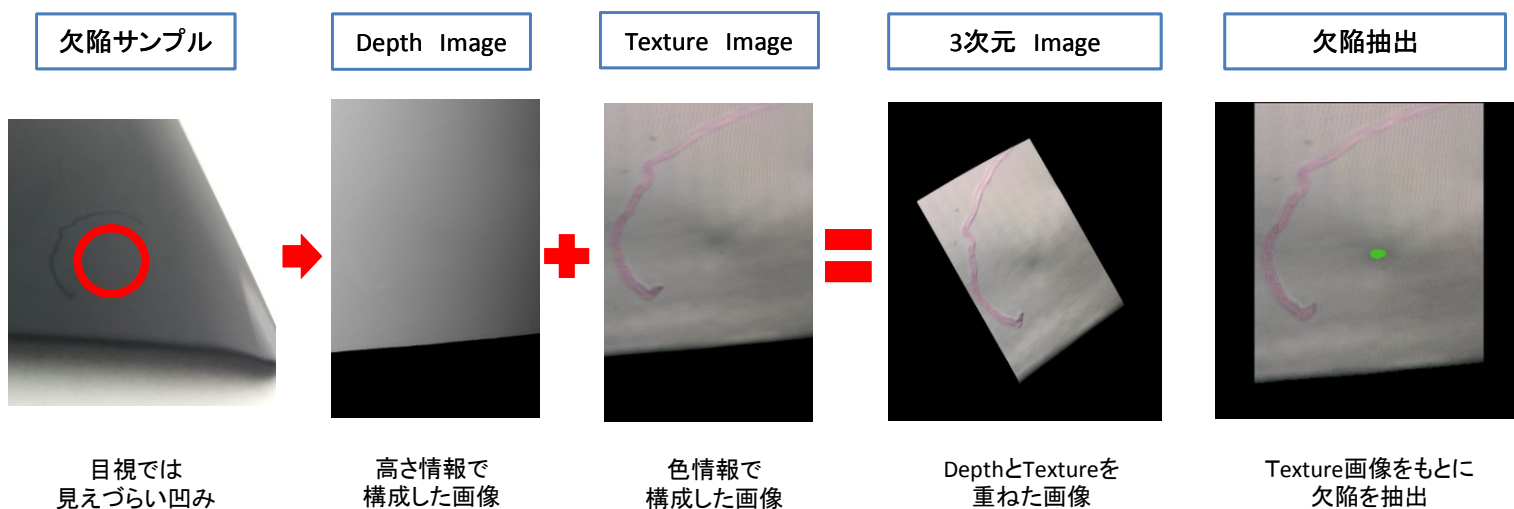 欠陥サンプル
Depth Image
Texture Image
3次元 Image
欠陥抽出
目視では
見えづらい凹み
高さ情報で
構成した画像
色情報で
構成した画像
DepthとTextureを
重ねた画像
Texture画像をもとに
欠陥を抽出